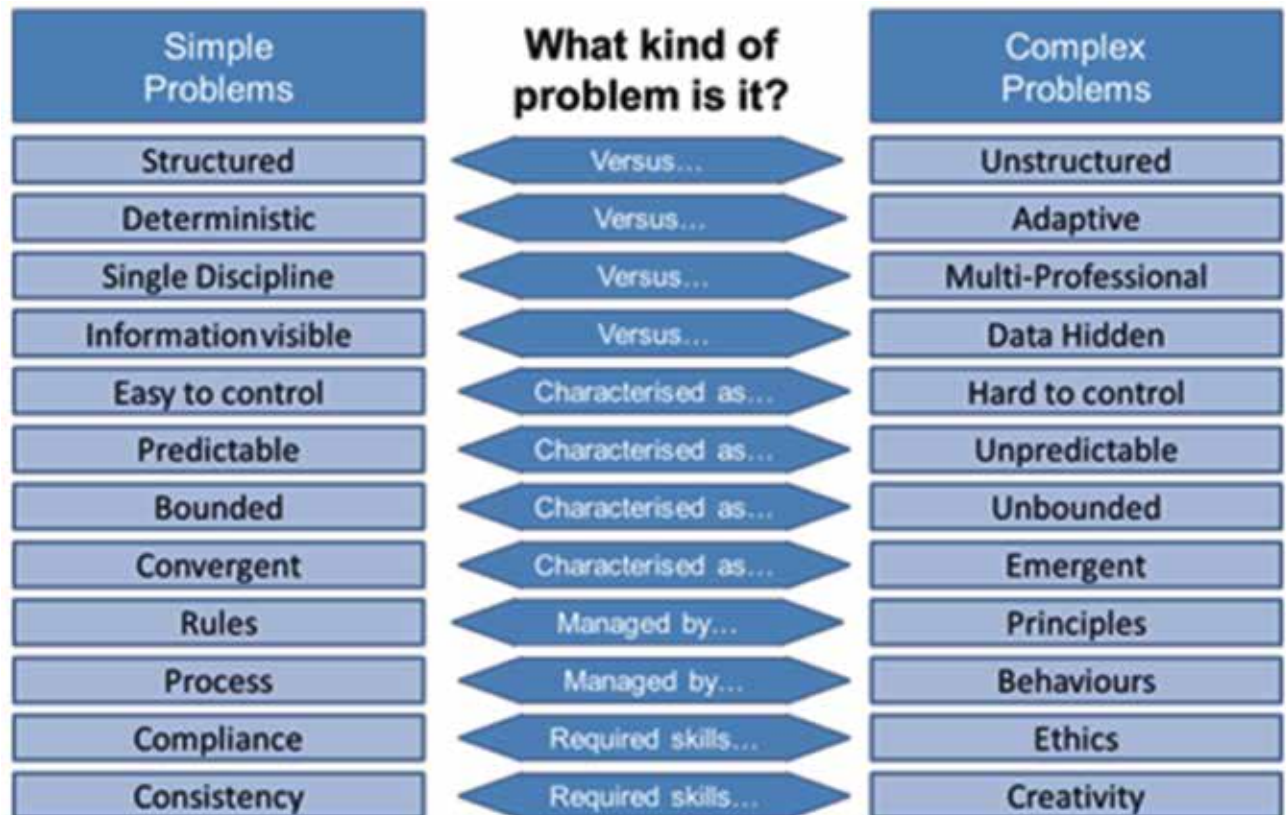 Simple
Problems
What kind of
problem is it?
Complex
Problems
Structured
Versus...
Unstructured
Deterministic
Versus...
Adaptive
Single Discipline
Versus...
Multi-Professional
Information visible
Versus...
Data Hidden
Easy to control
Characterised as...
Hard to control
Predictable
Characterised as...
Unpredictable
Bounded
Characterised as...
Unbounded
Convergent
Characterised as...
Emergent
Rules
Managed by...
Principles
Process
Managed by...
Behaviours
Compliance
Required skills...
Ethics
Consistency
Required skills...
Creativity